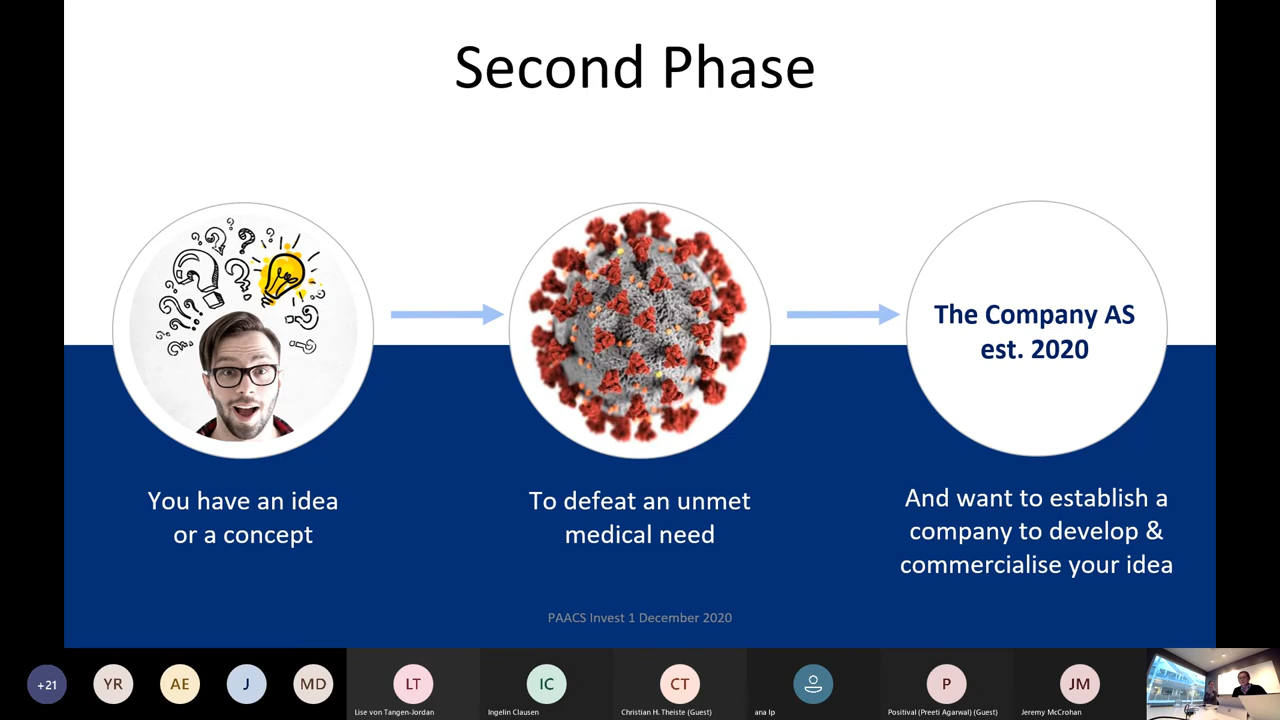 Second Phase
The Company AS
est. 2020
You have an idea
or a concept
To defeat an unmet
medical need
And want to establish a
company to develop &
commercialise your idea
PAACS Invest 1 December 2020
+21
YR
AE
J
MD
LT
IC
CT
P
JM
Lise von Tangen-Jordan
Ingelin Clausen
Christian H. Theiste (Guest)
ana lp
Positival (Preeti Agarwal) (Guest)
Jeremy McCrohan